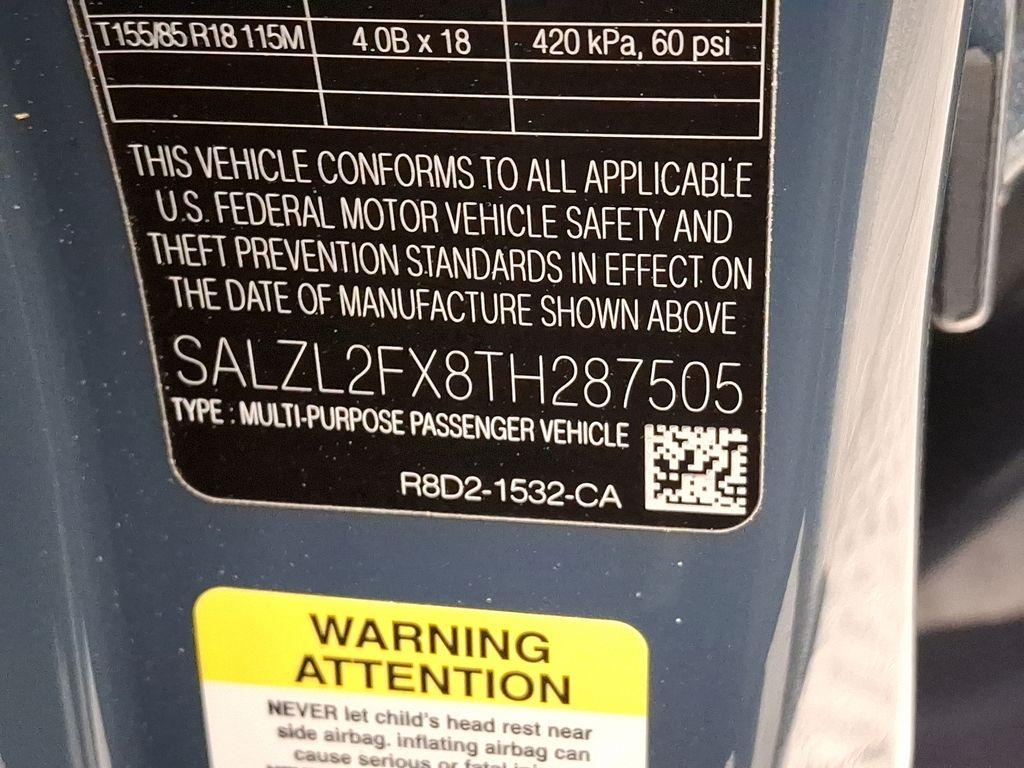 T155/85 R18 115M 4.0B x 18 420 kPa, 60 psi
THIS VEHICLE CONFORMS TO ALL APPLICABLE
U.S. FEDERAL MOTOR VEHICLE SAFETY AND
THEFT PREVENTION STANDARDS IN EFFECT ON
THE DATE OF MANUFACTURE SHOWN ABOVE
SALZL2FX8TH287505
TYPE : MULTI-PURPOSE PASSENGER VEHICLE
R8D2-1532-CA
WARNING
ATTENTION
NEVER let child's head rest near
side airbag. inflating airbag can
cause serious or fatal